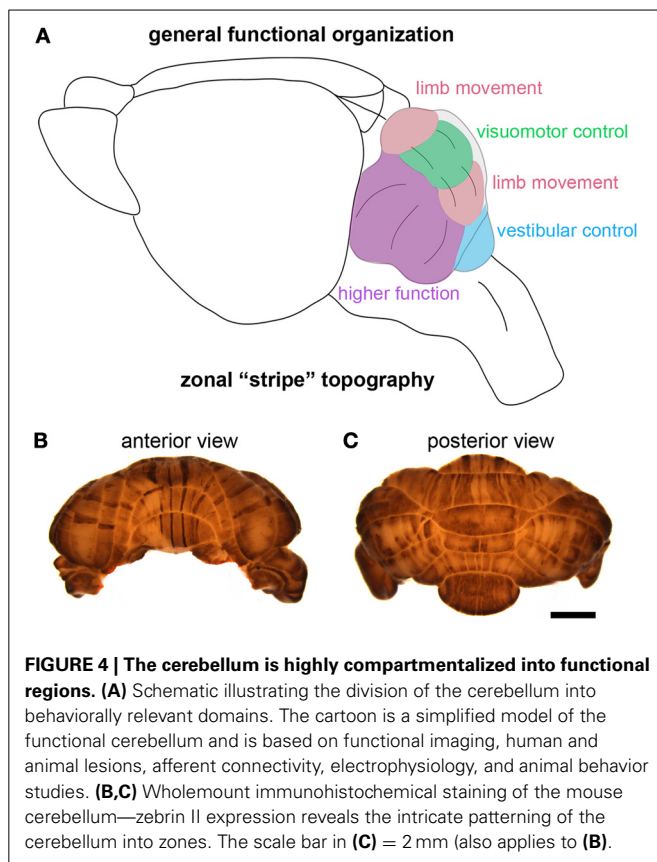 A
general functional organization
limb movement
visuomotor control
limb movement
vestibular control
higher function
zonal “stripe” topography
B
anterior view
C
posterior view
FIGURE 4 | The cerebellum is highly compartmentalized into functional
regions. (A) Schematic illustrating the division of the cerebellum into
behaviorally relevant domains. The cartoon is a simplified model of the
functional cerebellum and is based on functional imaging, human and
animal lesions, afferent connectivity, electrophysiology, and animal behavior
studies. (B,C) Wholemount immunohistochemical staining of the mouse
cerebellum—zebrin II expression reveals the intricate patterning of the
cerebellum into zones. The scale bar in (C) = 2 mm (also applies to (B).